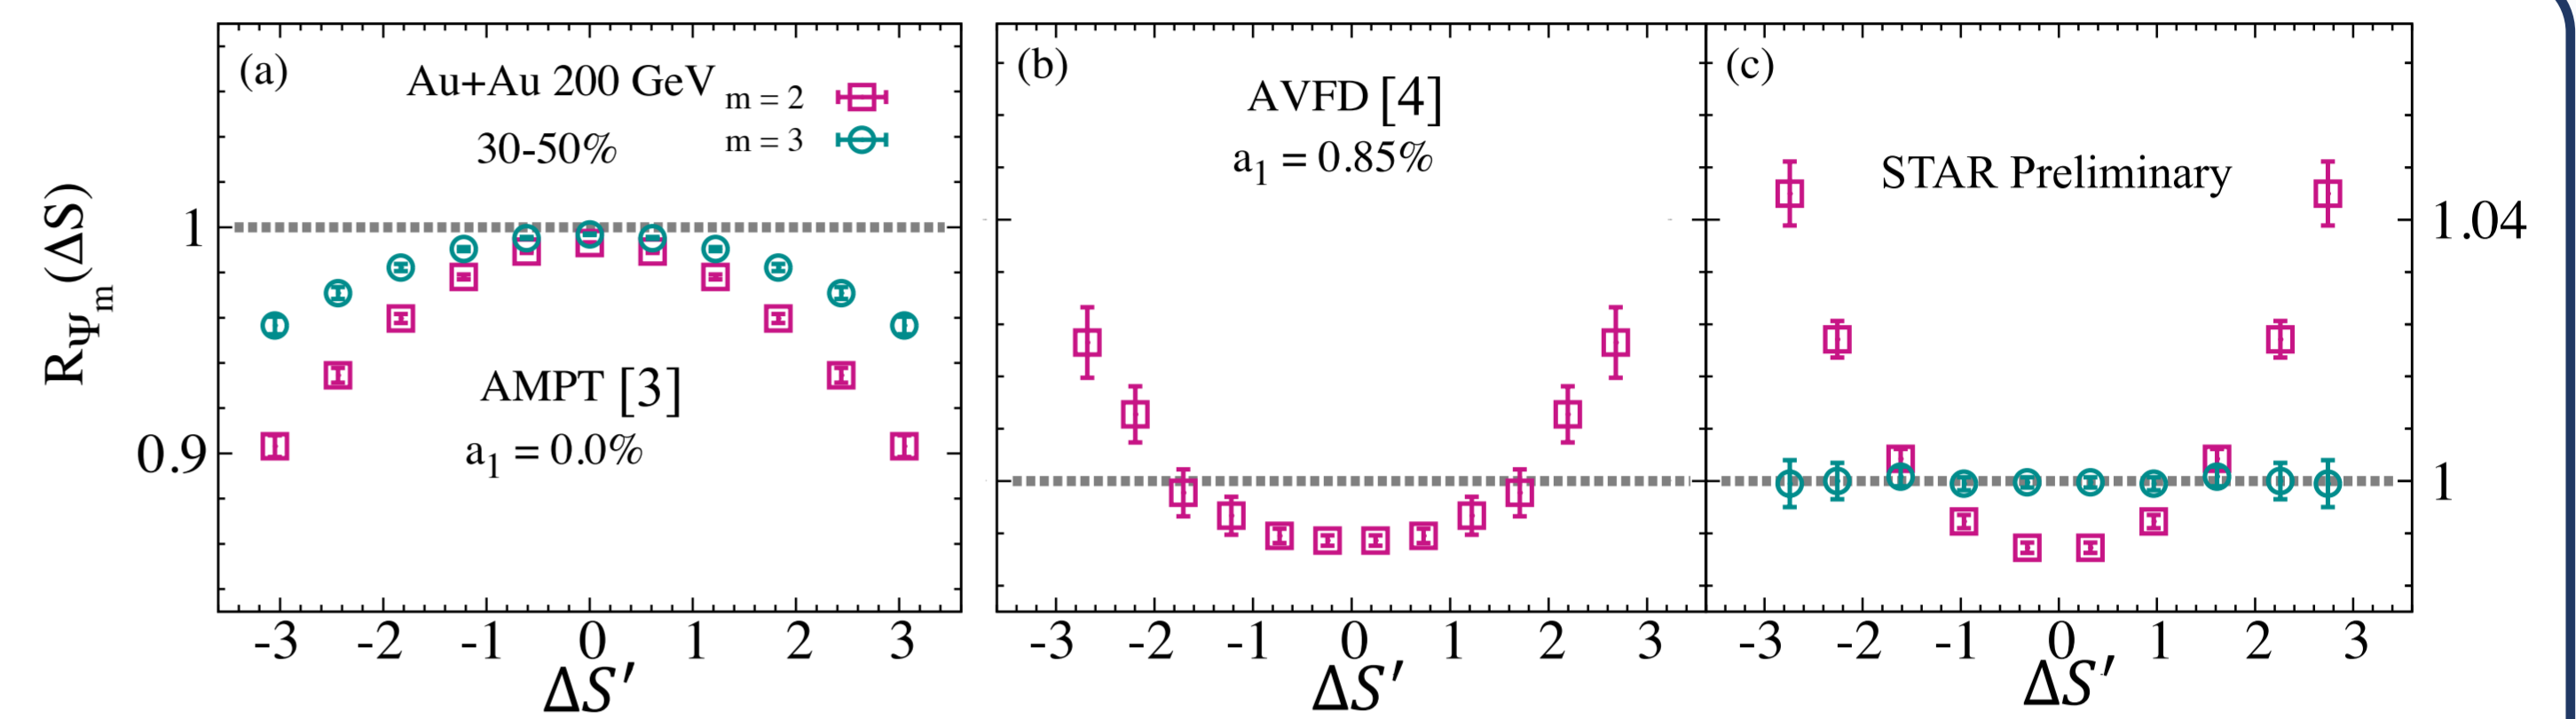 (a)
Au+Au 200 GeV
30-50%
m = 2
m = 3
AMPT [3]
a₁ = 0.0%
R_Ψₘ (ΔS)
1
0.9
-3 -2 -1 0 1 2 3
ΔS′
(b)
AVFD [4]
a₁ = 0.85%
-3 -2 -1 0 1 2 3
ΔS′
(c)
STAR Preliminary
1.04
1
-3 -2 -1 0 1 2 3
ΔS′